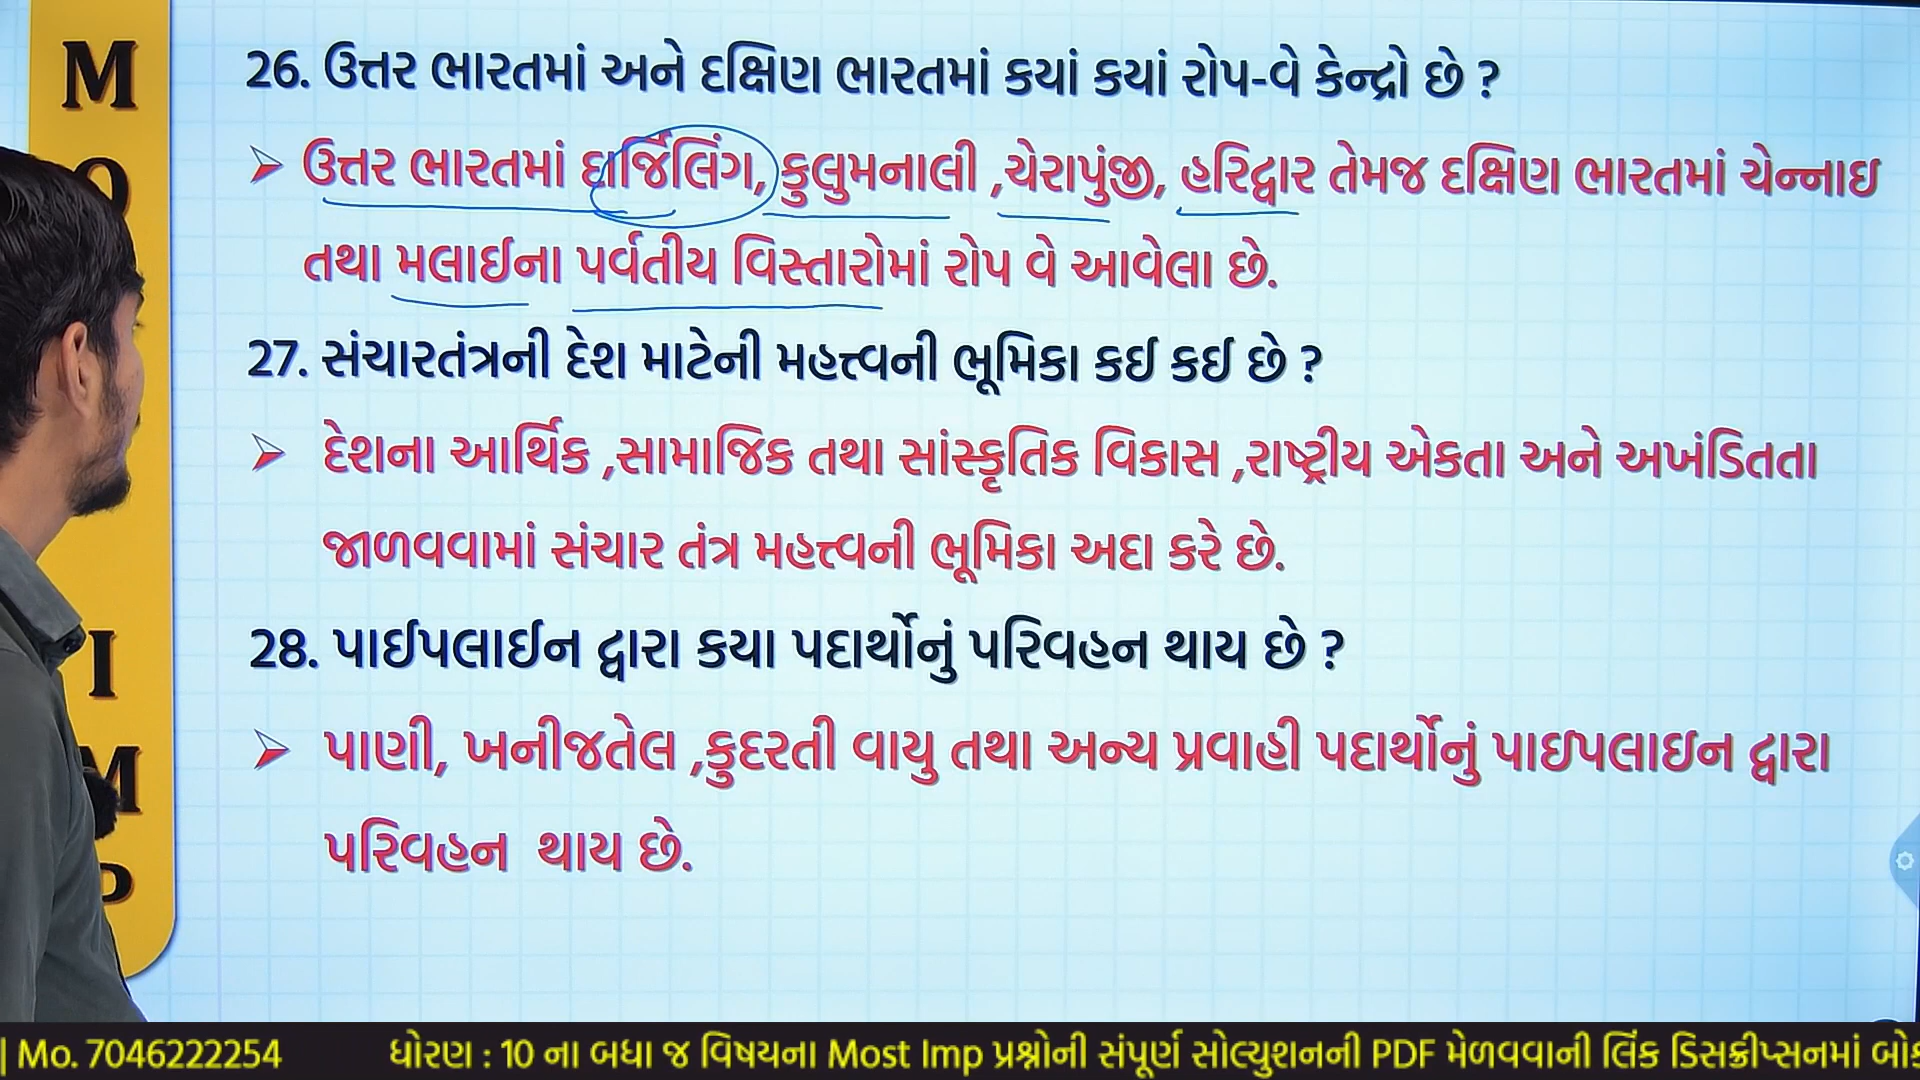 M
O
I
M
P
26. ઉત્તર ભારતમાં અને દક્ષિણ ભારતમાં કયાં કયાં રોપ-વે કેન્દ્રો છે ?
ઉત્તર ભારતમાં દાર્જિલિંગ, કુલુમનાલી ,ચેરાપુંજી, હરિદ્વાર તેમજ દક્ષિણ ભારતમાં ચેન્નાઇ
તથા મલાઈના પર્વતીય વિસ્તારોમાં રોપ વે આવેલા છે.
27. સંચારતંત્રની દેશ માટેની મહત્ત્વની ભૂમિકા કઈ કઈ છે ?
દેશના આર્થિક ,સામાજિક તથા સાંસ્કૃતિક વિકાસ ,રાષ્ટ્રીય એકતા અને અખંડિતતા
જાળવવામાં સંચાર તંત્ર મહત્ત્વની ભૂમિકા અદા કરે છે.
28. પાઈપલાઈન દ્વારા કયા પદાર્થોનું પરિવહન થાય છે ?
પાણી, ખનીજતેલ ,કુદરતી વાયુ તથા અન્ય પ્રવાહી પદાર્થોનું પાઇપલાઇન દ્વારા
પરિવહન થાય છે.
| Mo. 7046222254 ધોરણ : 10 ના બધા જ વિષયના Most Imp પ્રશ્નોની સંપૂર્ણ સોલ્યુશનની PDF મેળવવાની લિંક ડિસક્રીપ્સનમાં